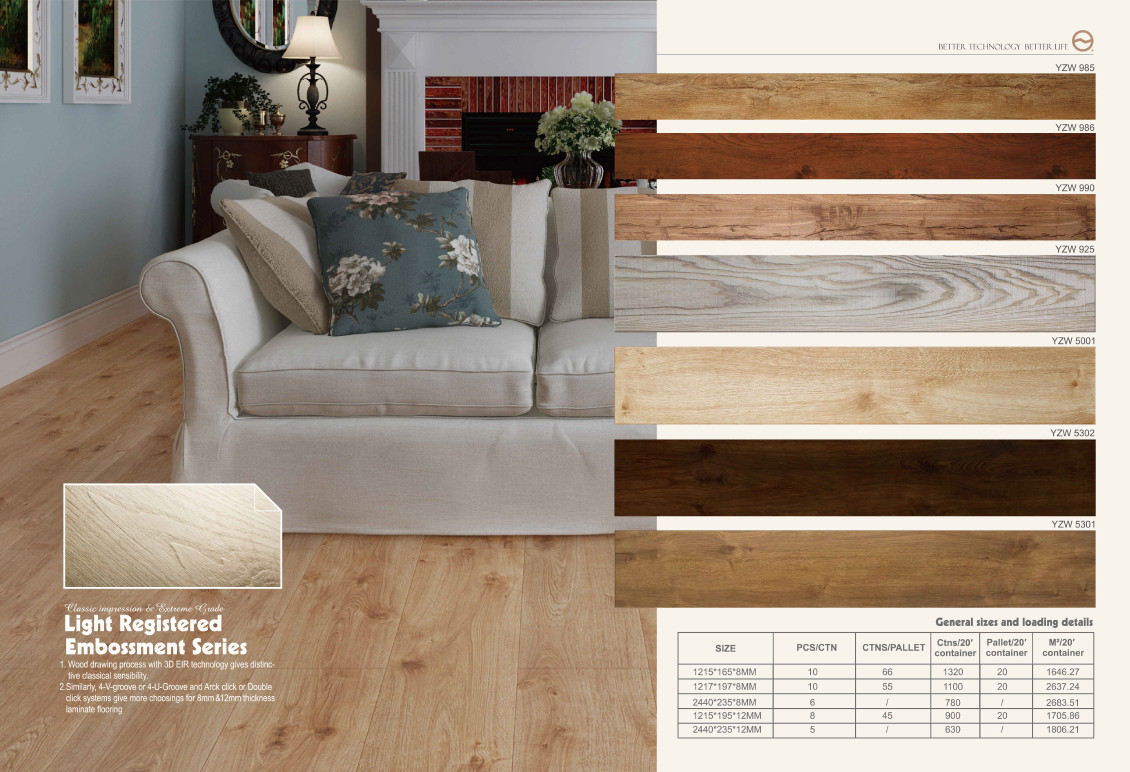 BETTER TECHNOLOGY BETTER LIFE
YZW 985
YZW 986
YZW 990
YZW 925
YZW 5001
YZW 5302
YZW 5301
Classic impression & Extreme Grade
Light Registered
Embossment Series
1. Wood drawing process with 3D EIR technology gives distinc-
tive classical sensibility.
2.Similarly, 4-V-groove or 4-U-Groove and Arck click or Double
click systems give more choosings for 8mm &12mm thickness
laminate flooring
General sizes and loading details
SIZE PCS/CTN CTNS/PALLET Ctns/20′ container Pallet/20′ container M²/20′ container
1215*165*8MM 10 66 1320 20 1646.27
1217*197*8MM 10 55 1100 20 2637.24
2440*235*8MM 6 / 780 / 2683.51
1215*195*12MM 8 45 900 20 1705.86
2440*235*12MM 5 / 630 / 1806.21